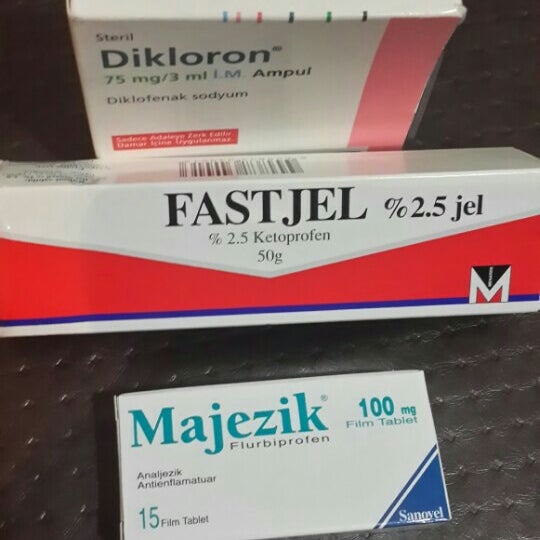 Steril
Dikloron®
75 mg/3 ml İ.M. Ampul
Diklofenak sodyum
Sadece Adaleye Zerk Edilir
Damar İçine Uygulanmaz.
FASTJEL %2.5 jel
% 2.5 Ketoprofen
50g
M
Majezik®
100 mg
Film Tablet
Flurbiprofen
Analjezik
Antienflamatuar
15 Film Tablet
Sanovel